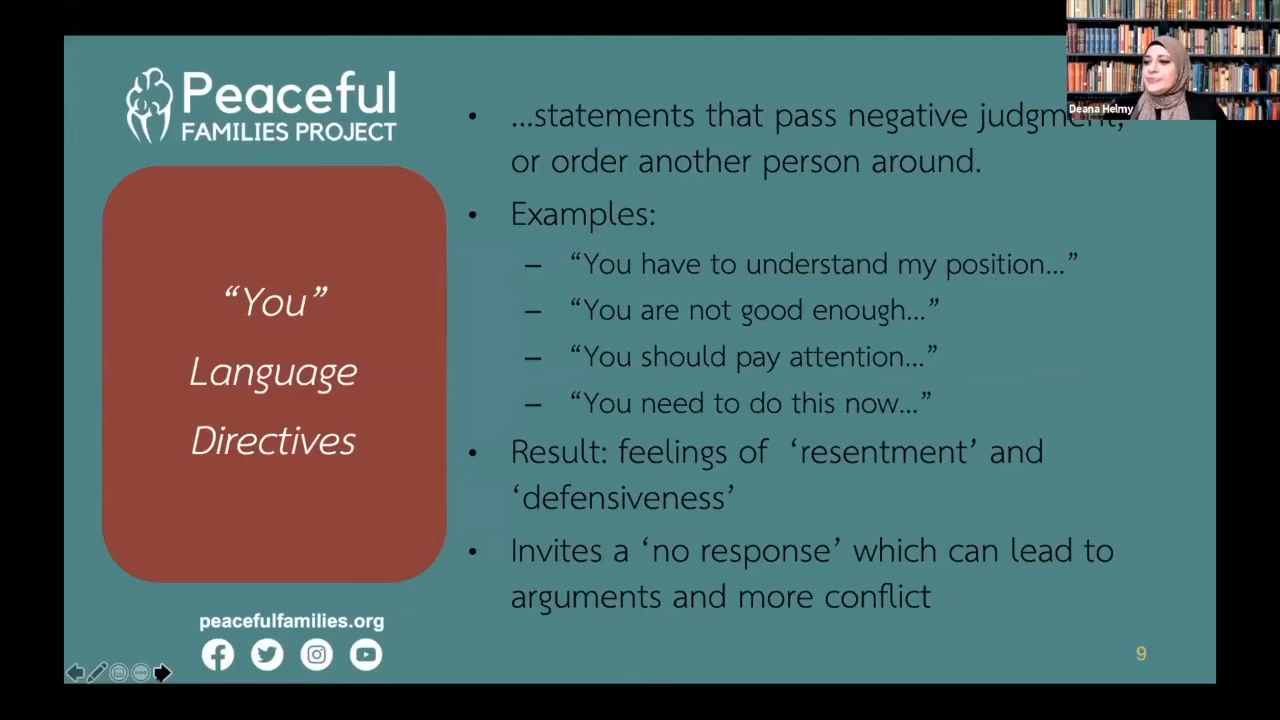 Peaceful
FAMILIES PROJECT
"You"
Language
Directives
peacefulfamilies.org
• ...statements that pass negative judgment,
or order another person around.
• Examples:
– "You have to understand my position..."
– "You are not good enough..."
– "You should pay attention..."
– "You need to do this now..."
• Result: feelings of 'resentment' and
'defensiveness'
• Invites a 'no response' which can lead to
arguments and more conflict
9
Deana Helmy